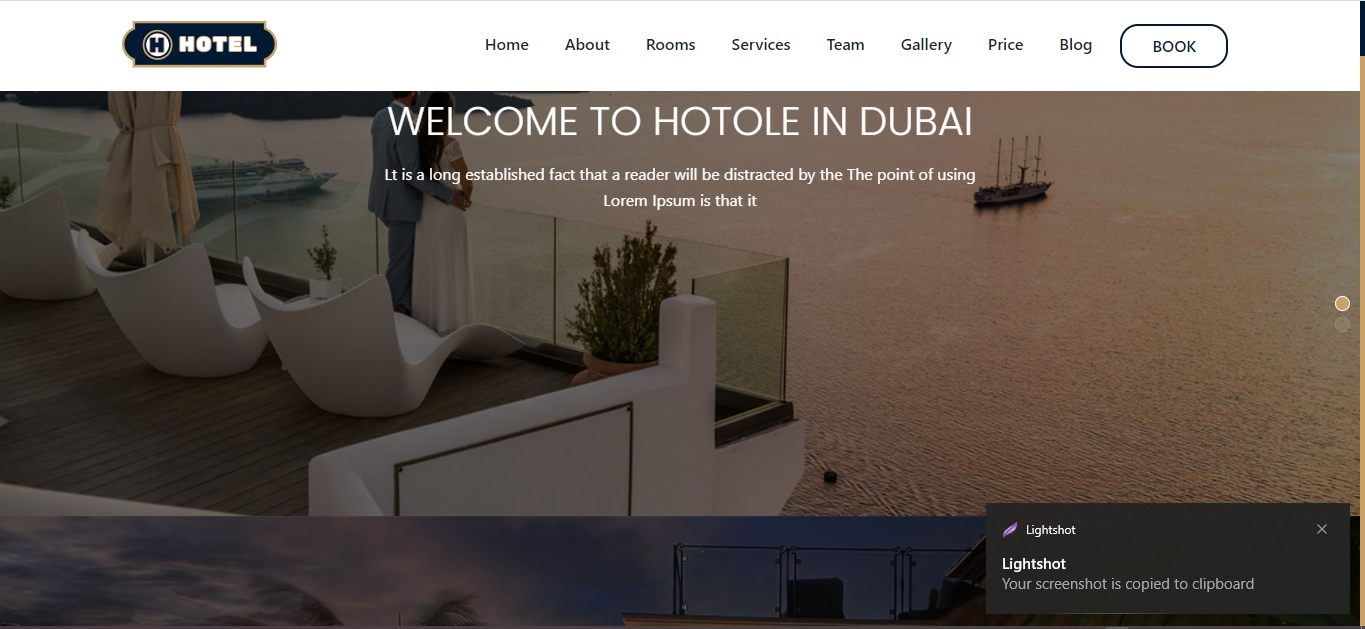 H HOTEL
Home About Rooms Services Team Gallery Price Blog BOOK
WELCOME TO HOTOLE IN DUBAI
Lt is a long established fact that a reader will be distracted by the The point of using
Lorem Ipsum is that it
Lightshot
Lightshot
Your screenshot is copied to clipboard